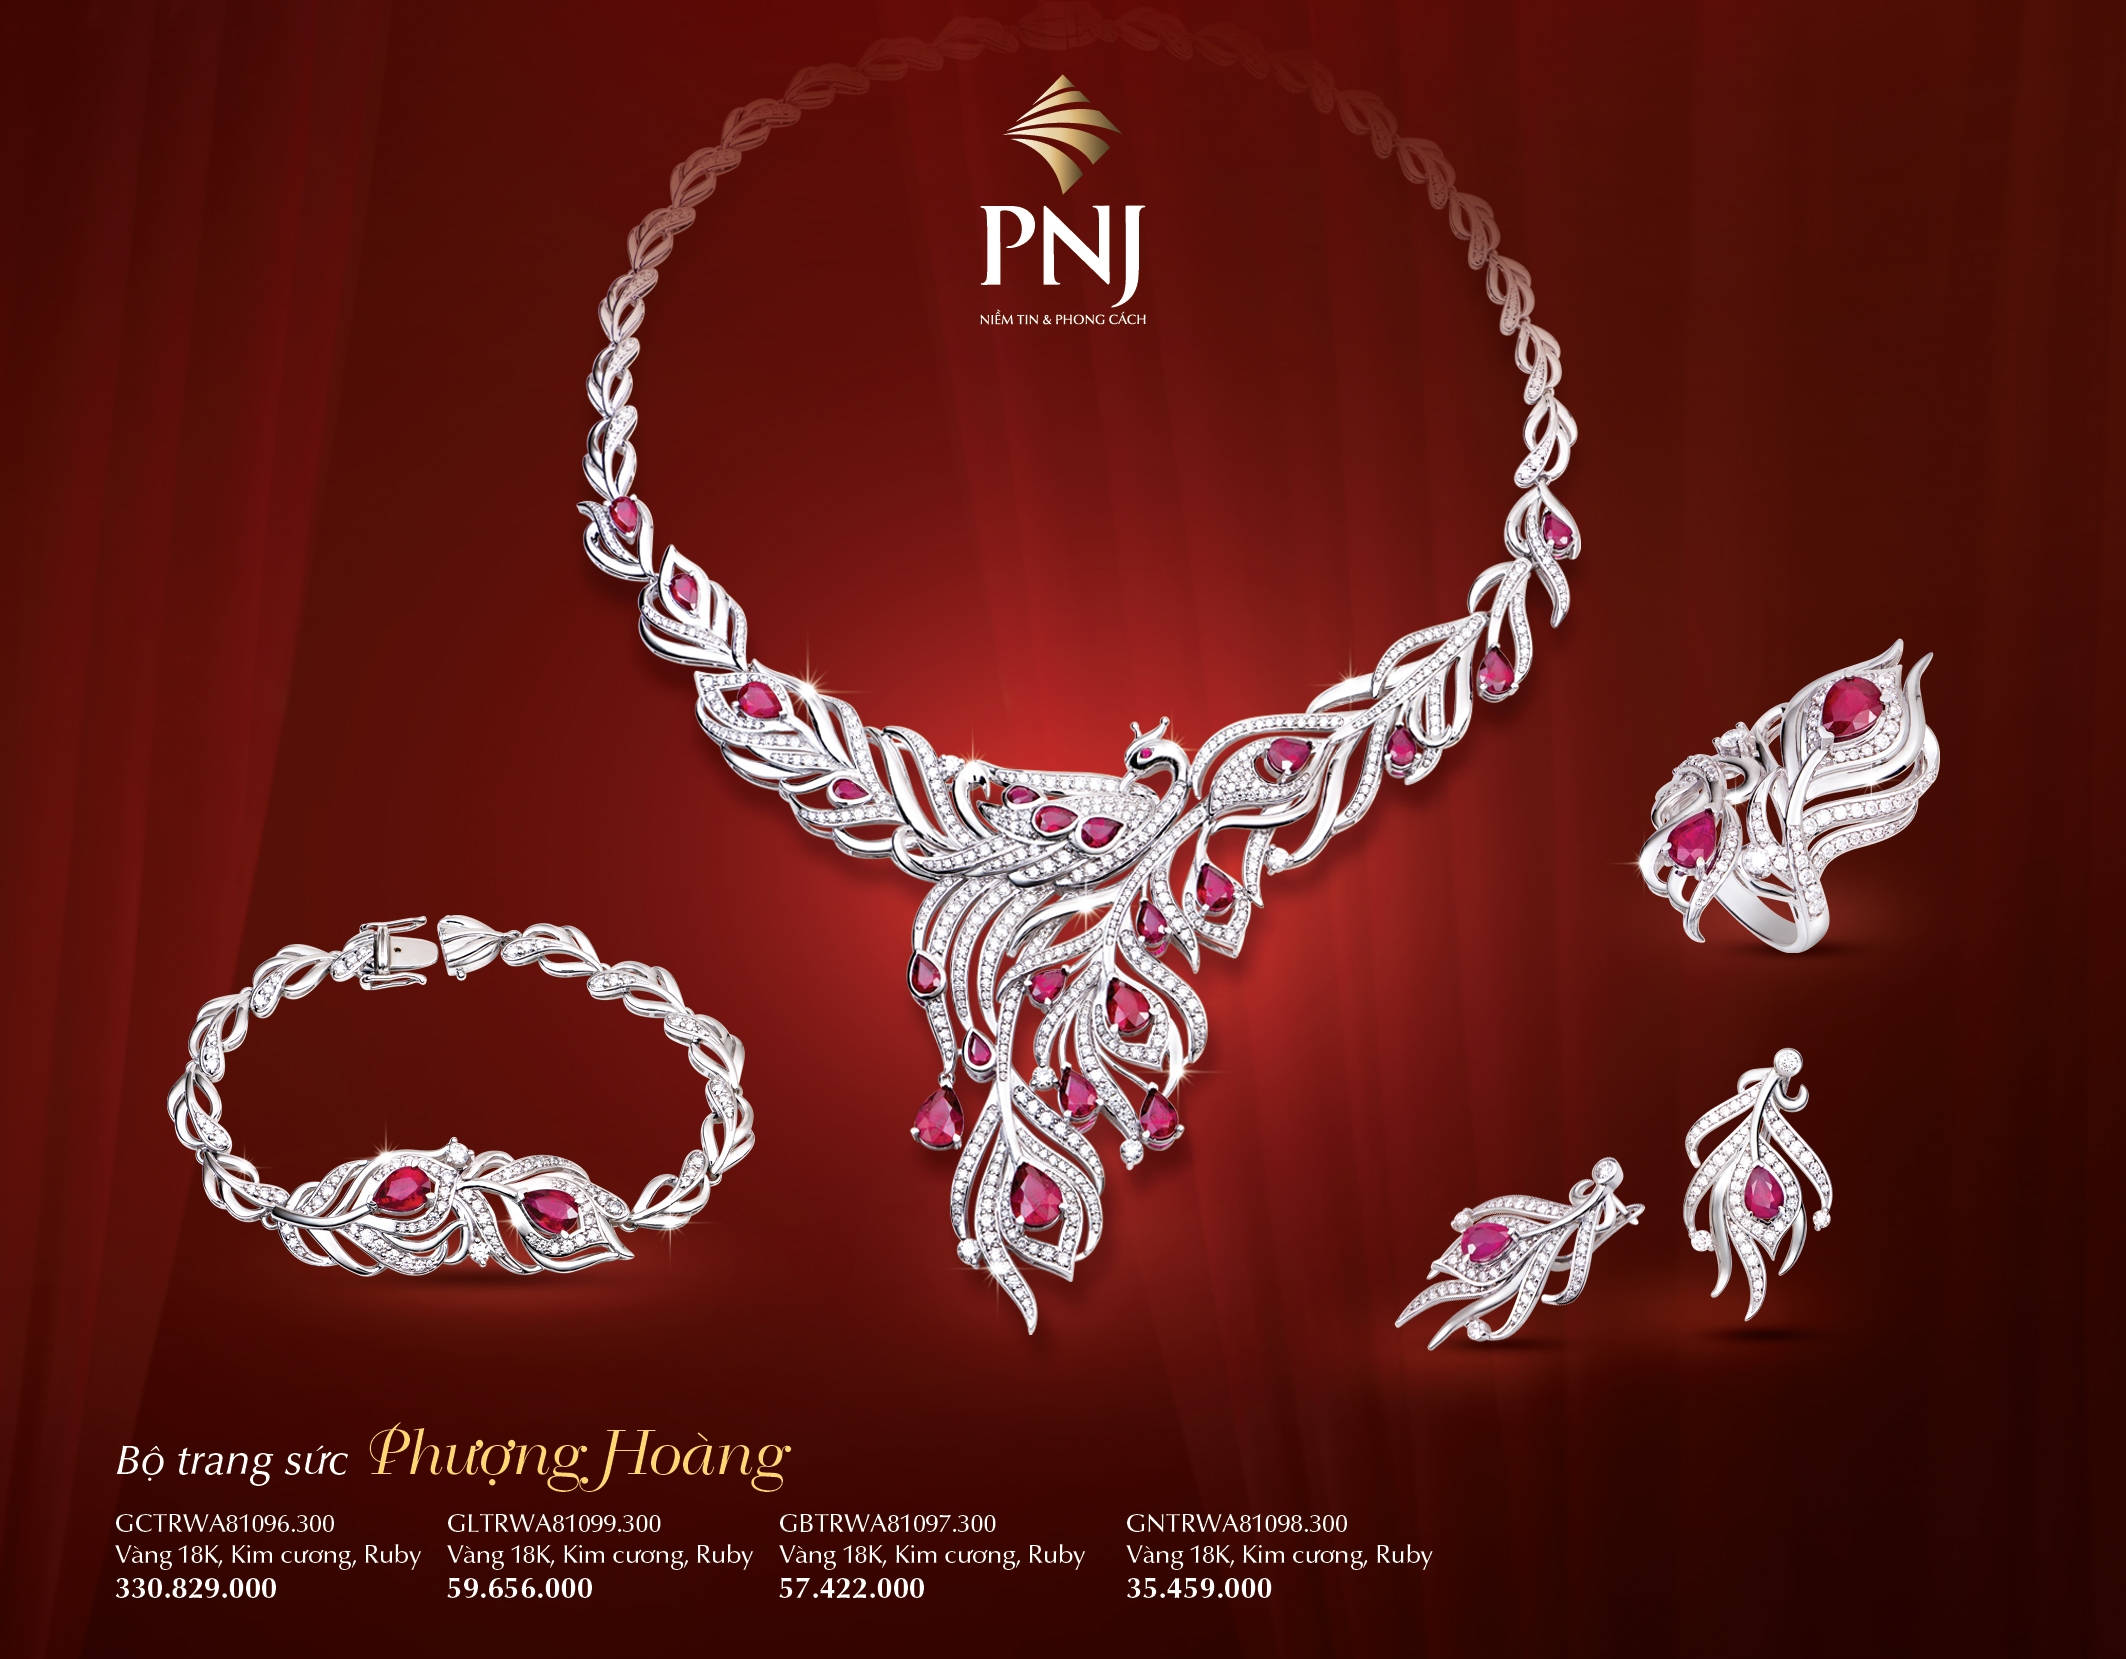 PNJ
NIỀM TIN & PHONG CÁCH
Bộ trang sức Phượng Hoàng
GCTRWA81096.300
Vàng 18K, Kim cương, Ruby
330.829.000
GLTRWA81099.300
Vàng 18K, Kim cương, Ruby
59.656.000
GBTRWA81097.300
Vàng 18K, Kim cương, Ruby
57.422.000
GNTRWA81098.300
Vàng 18K, Kim cương, Ruby
35.459.000